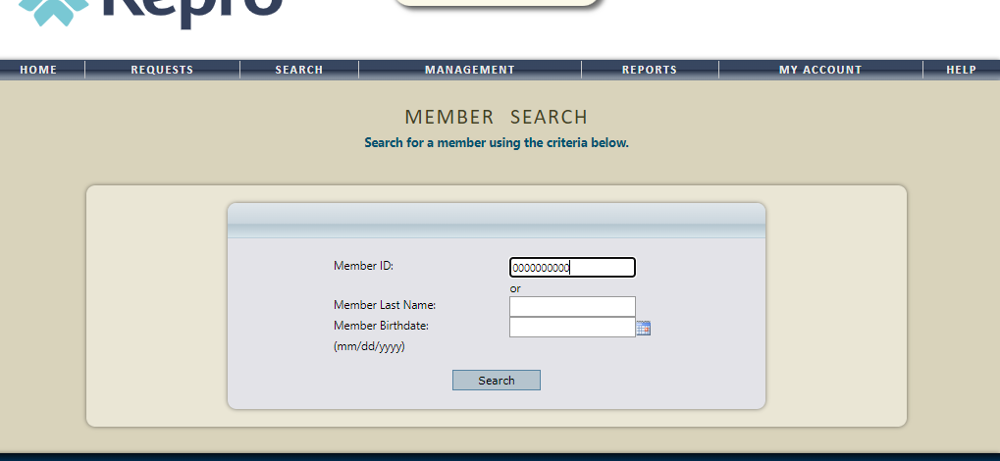 Kepro
HOME REQUESTS SEARCH MANAGEMENT REPORTS MY ACCOUNT HELP
MEMBER SEARCH
Search for a member using the criteria below.
Member ID: 0000000000
or
Member Last Name:
Member Birthdate:
(mm/dd/yyyy)
Search